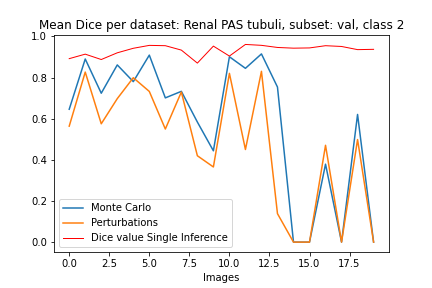 Mean Dice per dataset: Renal PAS tubuli, subset: val, class 2
1.0
0.8
0.6
0.4
0.2
0.0
Monte Carlo
Perturbations
Dice value Single Inference
0.0 2.5 5.0 7.5 10.0 12.5 15.0 17.5
Images